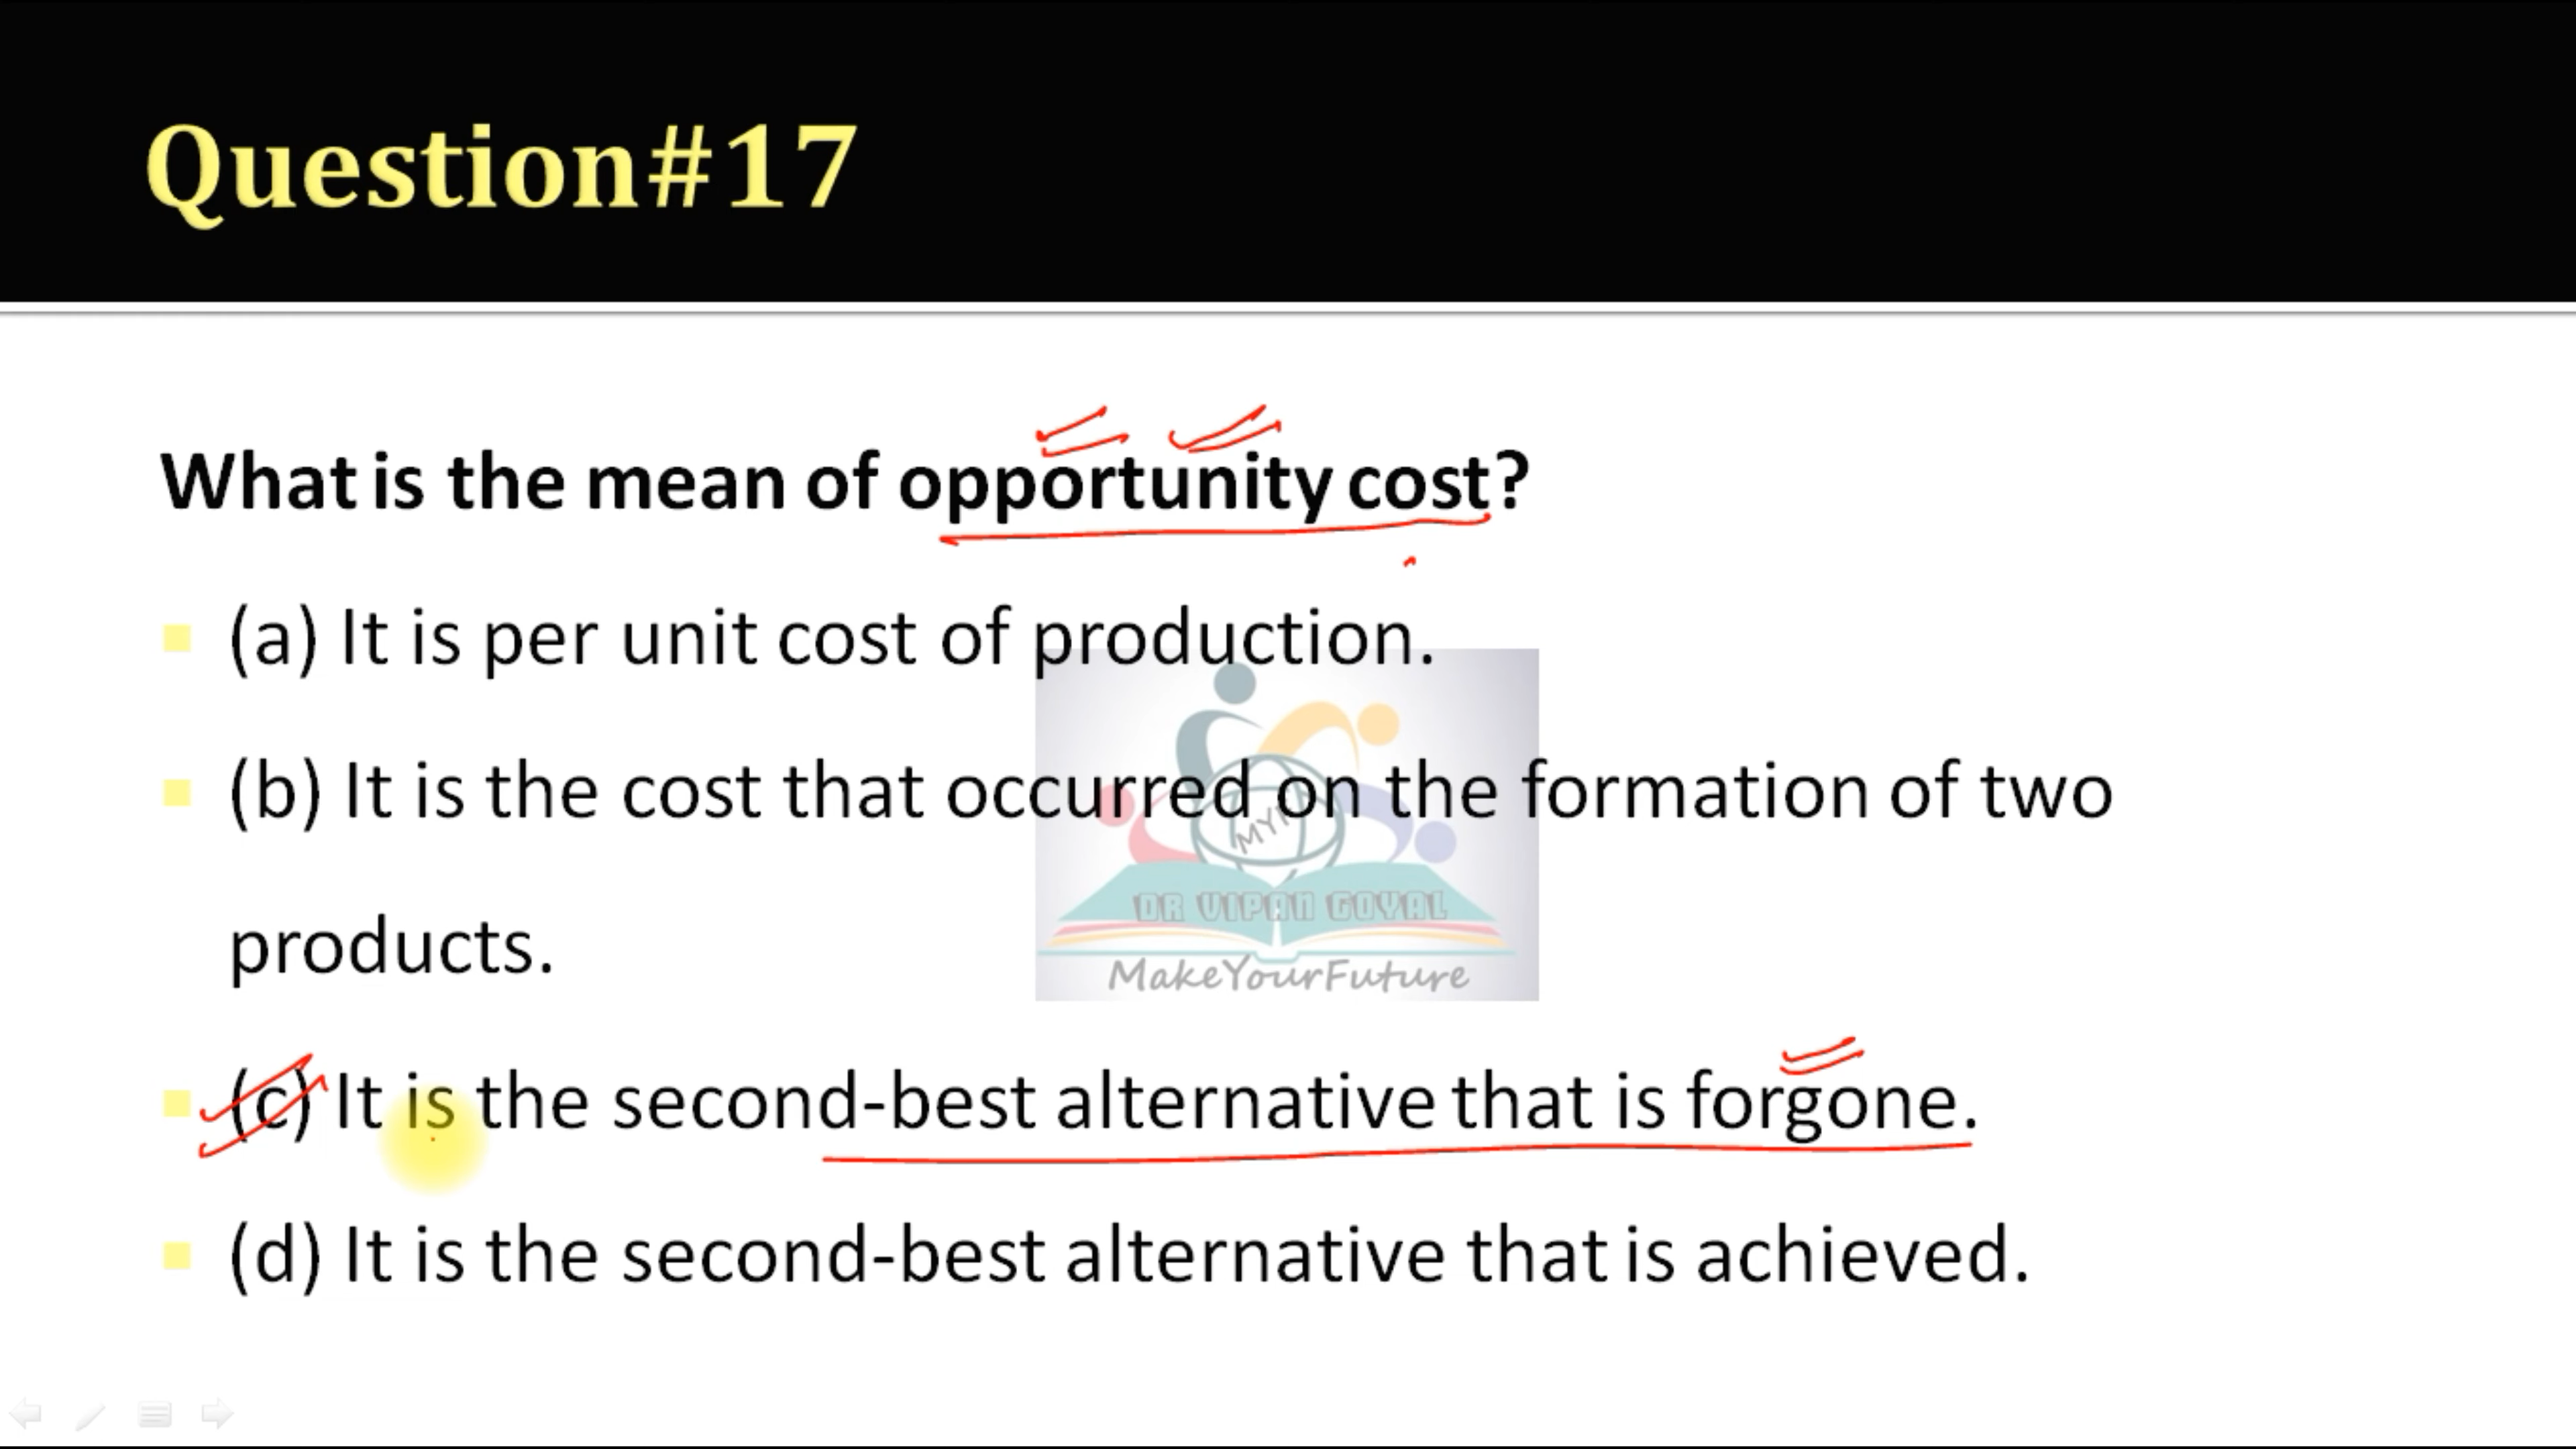 Question#17
What is the mean of opportunity cost?
(a) It is per unit cost of production.
(b) It is the cost that occurred on the formation of two
products.
(c) It is the second-best alternative that is forgone.
(d) It is the second-best alternative that is achieved.
DR VIPAN GOYAL
MakeYourFuture